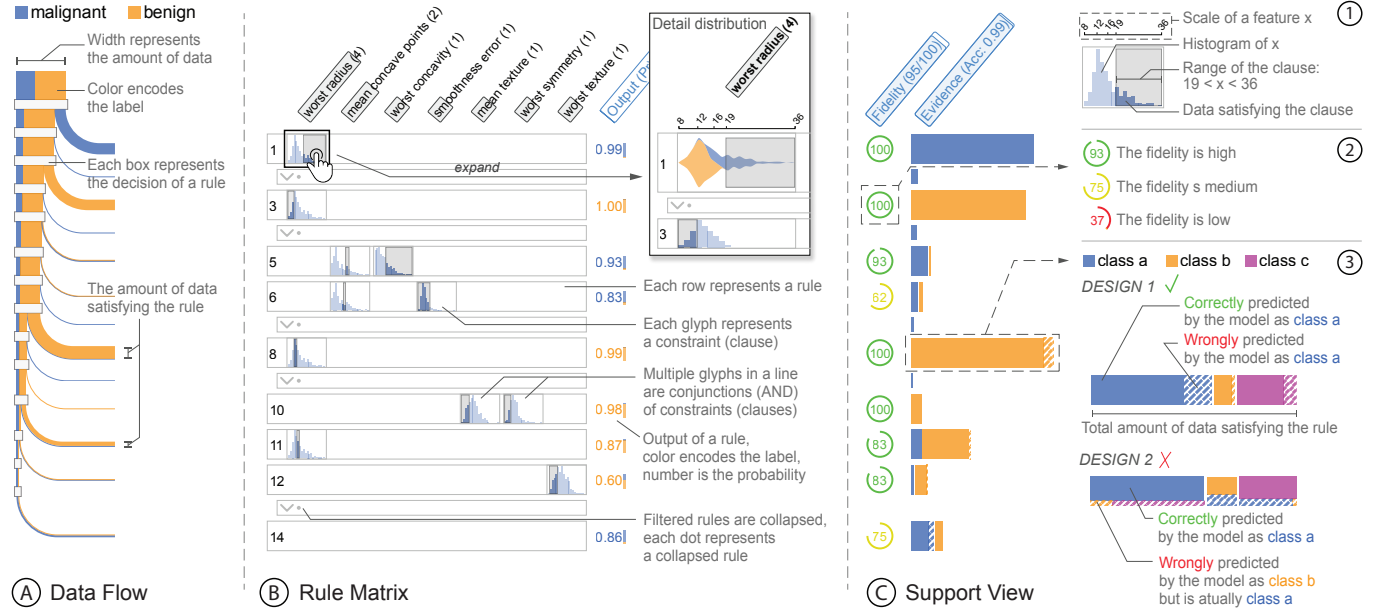 malignant benign
Width represents
the amount of data
Color encodes
the label
Each box represents
the decision of a rule
The amount of data
satisfying the rule
A Data Flow
worst radius (4)
mean concave points (2)
worst concavity (1)
smoothness error (1)
mean texture (1)
worst symmetry (1)
worst texture (1)
Output (Pr
1 0.99
expand
3 1.00
5 0.93
6 0.83
8 0.99
10 0.98
11 0.87
12 0.60
14 0.86
Detail distribution
worst radius (4)
8 12 16 19 36
1
3
Each row represents a rule
Each glyph represents
a constraint (clause)
Multiple glyphs in a line
are conjunctions (AND)
of constraints (clauses)
Output of a rule,
color encodes the label,
number is the probability
Filtered rules are collapsed,
each dot represents
a collapsed rule
B Rule Matrix
Fidelity (95/100)
Evidence (Acc: 0.99)
100
100
93
62
100
100
83
83
75
C Support View
1
8 12 16 19 36
Scale of a feature x
Histogram of x
Range of the clause:
19 < x < 36
Data satisfying the clause
2
93 The fidelity is high
75 The fidelity s medium
37 The fidelity is low
3
class a class b class c
DESIGN 1
Correctly predicted
by the model as class a
Wrongly predicted
by the model as class a
Total amount of data satisfying the rule
DESIGN 2
Correctly predicted
by the model as class a
Wrongly predicted
by the model as class b
but is atually class a